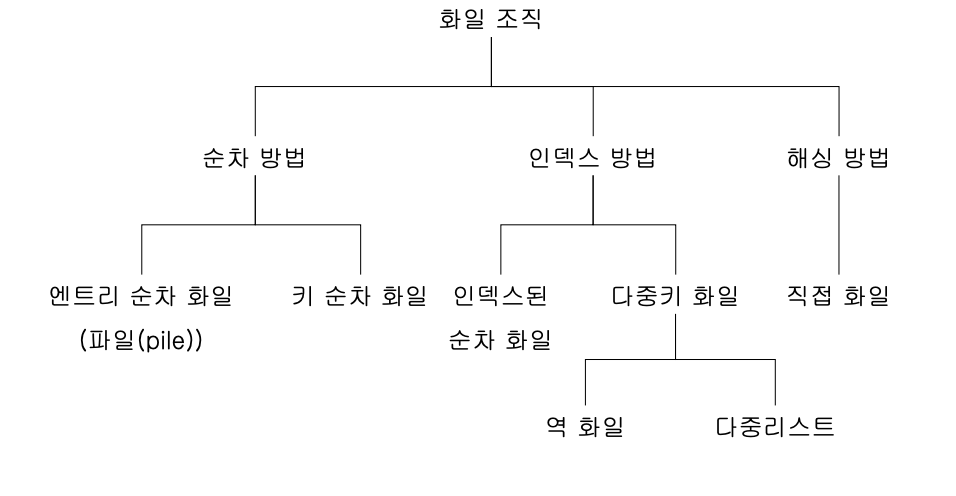 화일 조직
순차 방법 인덱스 방법 해싱 방법
엔트리 순차 화일 키 순차 화일 인덱스된 다중키 화일 직접 화일
(파일(pile)) 순차 화일
역 화일 다중리스트